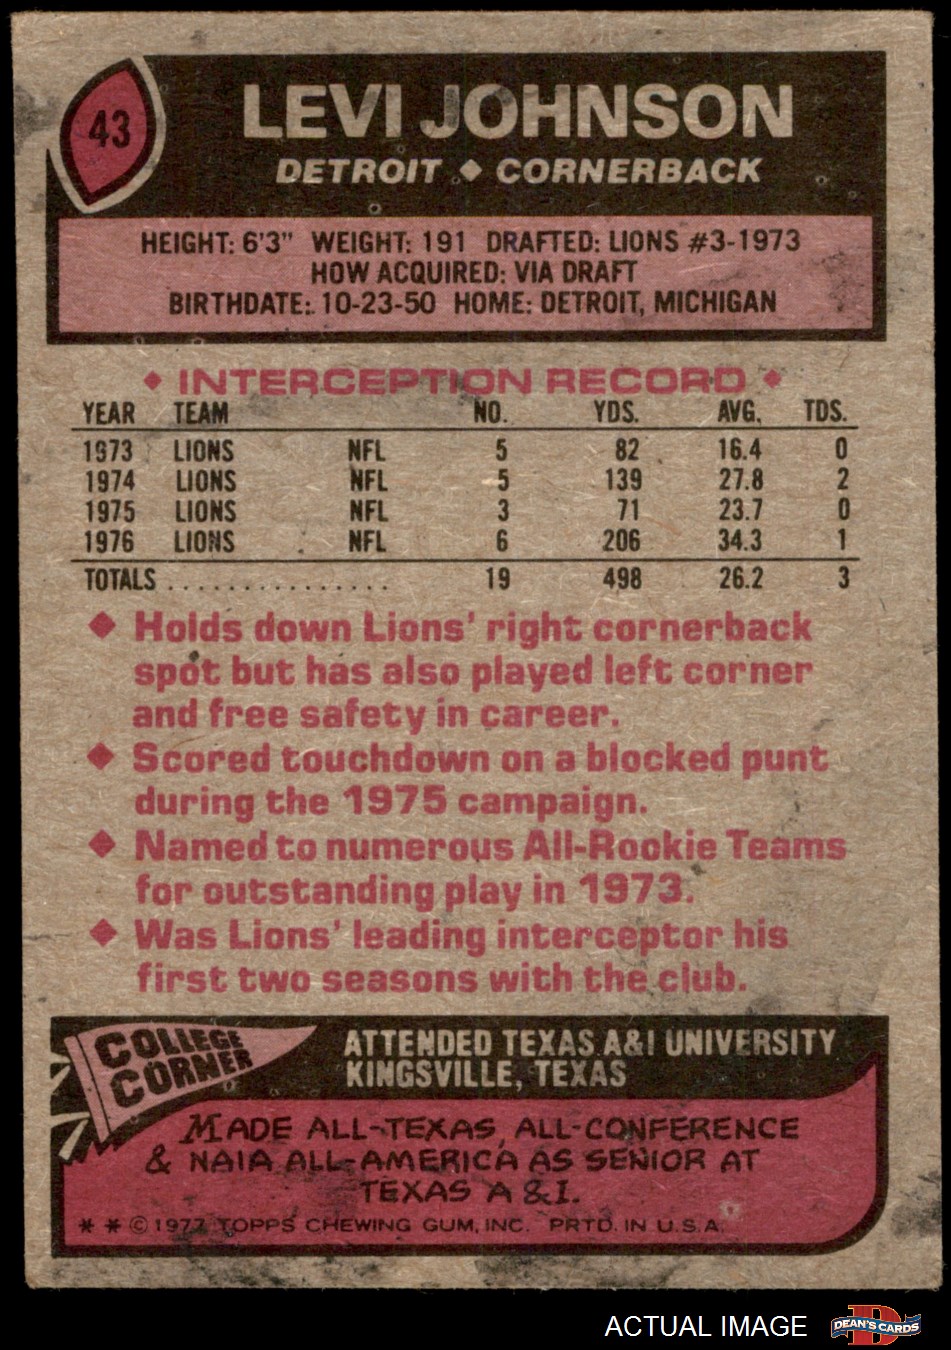 43
LEVI JOHNSON
DETROIT ◆ CORNERBACK
HEIGHT: 6'3" WEIGHT: 191 DRAFTED: LIONS #3-1973
HOW ACQUIRED: VIA DRAFT
BIRTHDATE: 10-23-50 HOME: DETROIT, MICHIGAN
◆ INTERCEPTION RECORD ◆
YEAR TEAM NO. YDS. AVG. TDS.
1973 LIONS NFL 5 82 16.4 0
1974 LIONS NFL 5 139 27.8 2
1975 LIONS NFL 3 71 23.7 0
1976 LIONS NFL 6 206 34.3 1
TOTALS ................ 19 498 26.2 3
◆ Holds down Lions' right cornerback
spot but has also played left corner
and free safety in career.
◆ Scored touchdown on a blocked punt
during the 1975 campaign.
◆ Named to numerous All-Rookie Teams
for outstanding play in 1973.
◆ Was Lions' leading interceptor his
first two seasons with the club.
COLLEGE
CORNER
ATTENDED TEXAS A&I UNIVERSITY
KINGSVILLE, TEXAS
MADE ALL-TEXAS, ALL-CONFERENCE
& NAIA ALL-AMERICA AS SENIOR AT
TEXAS A & I.
* * © 1977 TOPPS CHEWING GUM, INC. PRTD. IN U.S.A.
ACTUAL IMAGE
DEAN'S CARDS